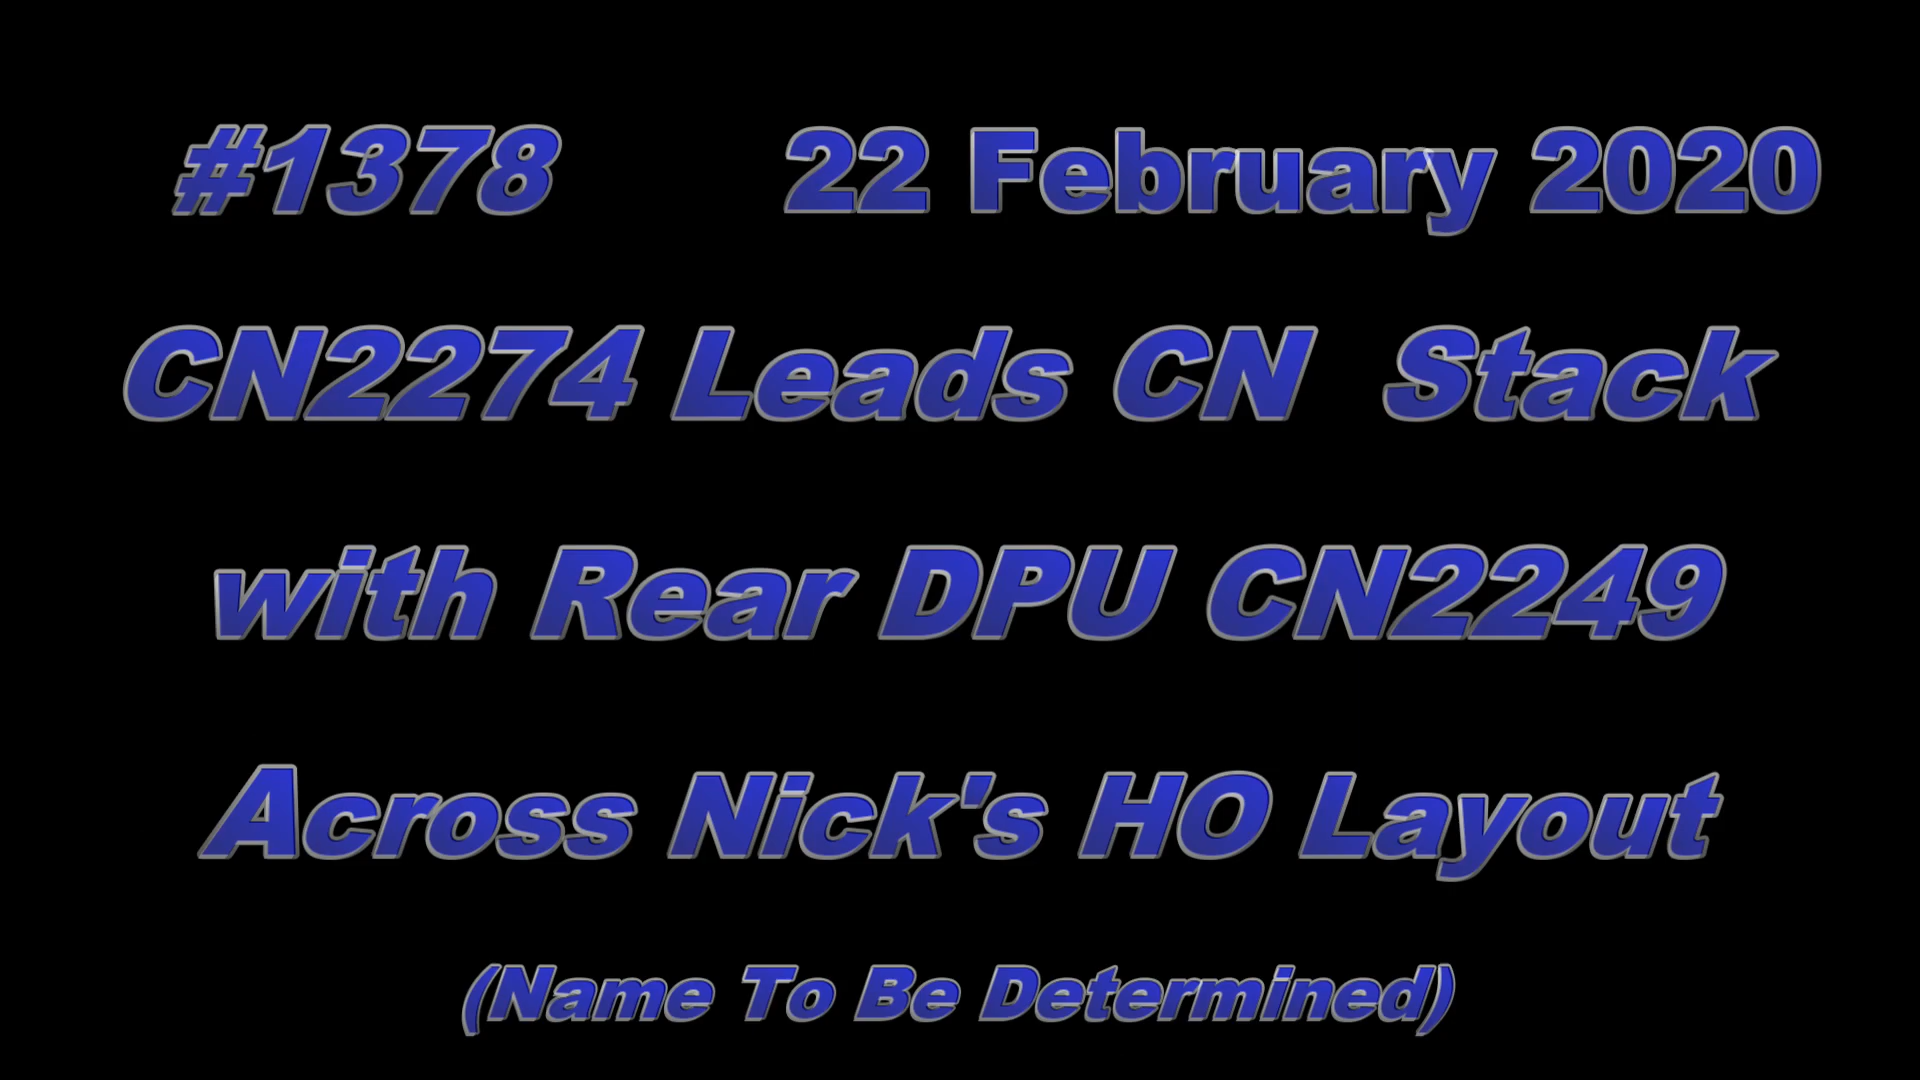 #1378 22 February 2020
CN2274 Leads CN Stack
with Rear DPU CN2249
Across Nick's HO Layout
(Name To Be Determined)